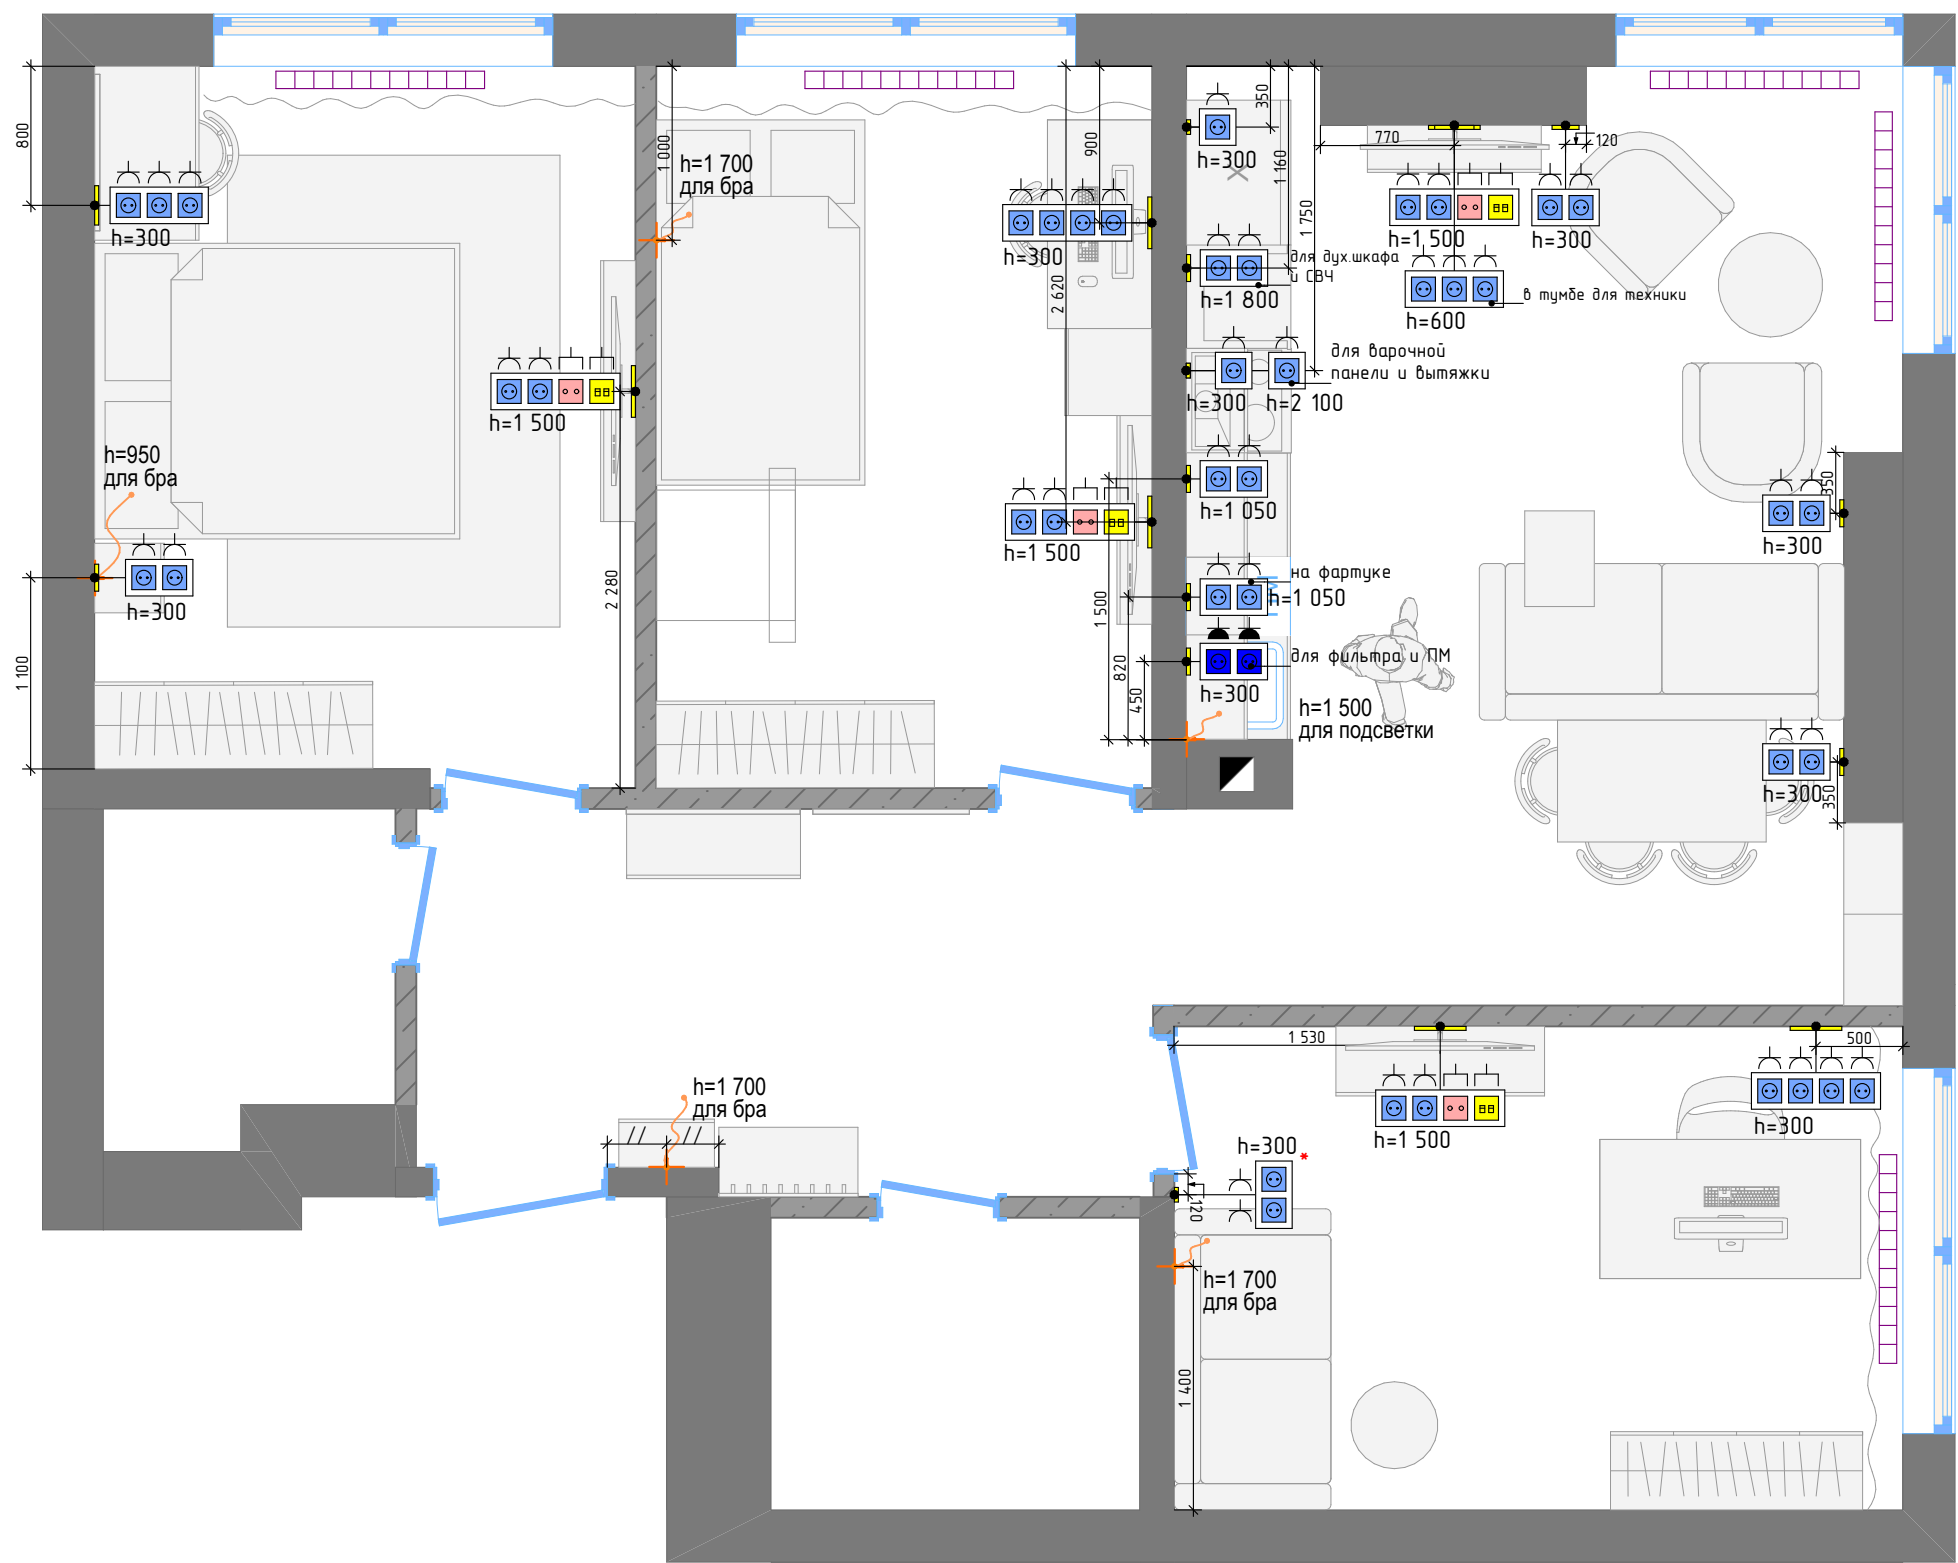 800
h=300
1 000
h=1 700
для бра
900
h=300
2 620
350
h=300
1 160
1 750
для дух.шкафа
и СВЧ
h=1 800
770
120
h=1 500
h=300
h=600
в тумбе для техники
h=1 500
для варочной
панели и вытяжки
h=300
h=2 100
h=950
для бра
h=300
1 100
2 280
h=1 500
h=1 050
350
h=300
на фартуке
h=1 050
1 500
820
450
для фильтра и ПМ
h=300
h=1 500
для подсветки
h=300
350
1 530
500
h=1 500
h=300
h=1 700
для бра
h=300
*
120
h=1 700
для бра
1 400